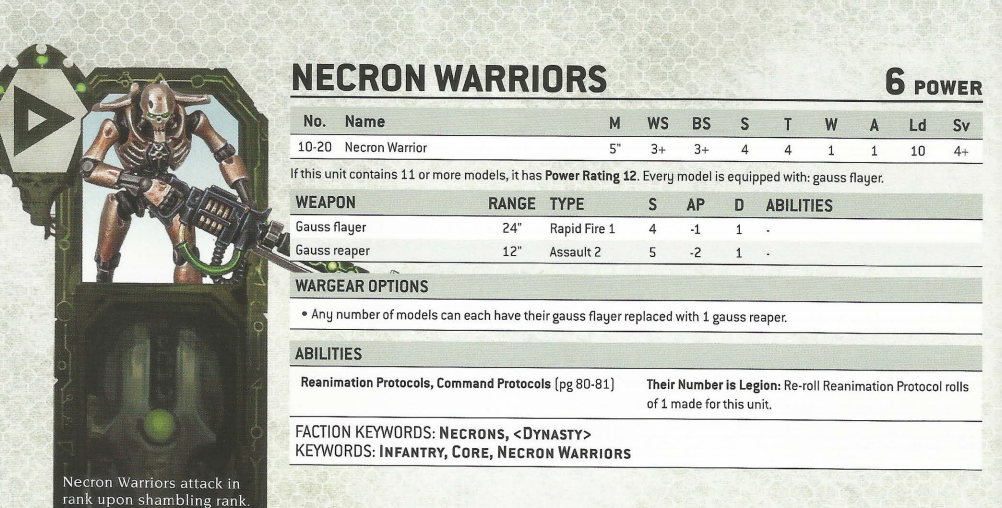 NECRON WARRIORS 6 POWER
No. Name M WS BS S T W A Ld Sv
10-20 Necron Warrior 5" 3+ 3+ 4 4 1 1 10 4+
If this unit contains 11 or more models, it has Power Rating 12. Every model is equipped with: gauss flayer.
WEAPON RANGE TYPE S AP D ABILITIES
Gauss flayer 24" Rapid Fire 1 4 -1 1 -
Gauss reaper 12" Assault 2 5 -2 1 -
WARGEAR OPTIONS
• Any number of models can each have their gauss flayer replaced with 1 gauss reaper.
ABILITIES
Reanimation Protocols, Command Protocols (pg 80-81)
Their Number is Legion: Re-roll Reanimation Protocol rolls
of 1 made for this unit.
FACTION KEYWORDS: NECRONS, <DYNASTY>
KEYWORDS: INFANTRY, CORE, NECRON WARRIORS
Necron Warriors attack in
rank upon shambling rank.